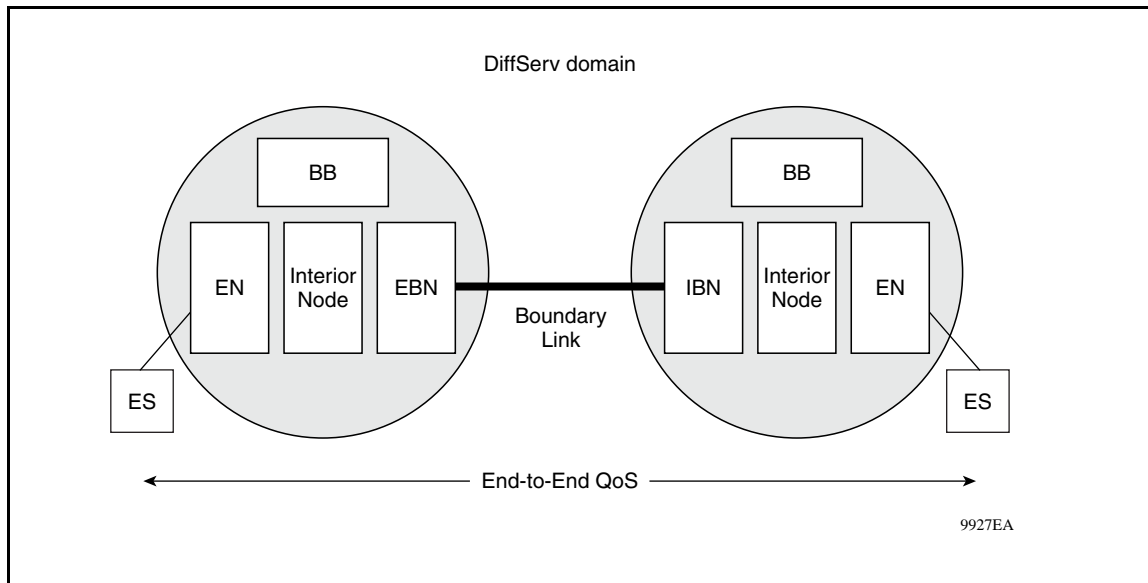 DiffServ domain
BB
BB
EN
Interior
Node
EBN
Boundary
Link
IBN
Interior
Node
EN
ES
ES
End-to-End QoS
9927EA